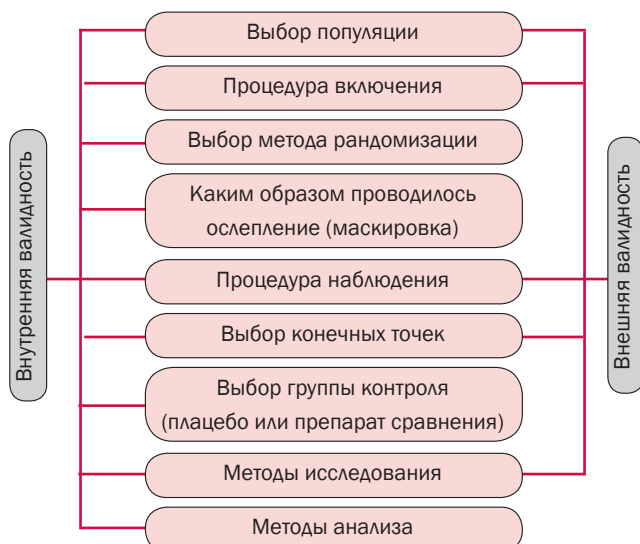 Внутренняя валидность
Выбор популяции
Процедура включения
Выбор метода рандомизации
Каким образом проводилось
ослепление (маскировка)
Процедура наблюдения
Выбор конечных точек
Выбор группы контроля
(плацебо или препарат сравнения)
Методы исследования
Методы анализа
Внешняя валидность